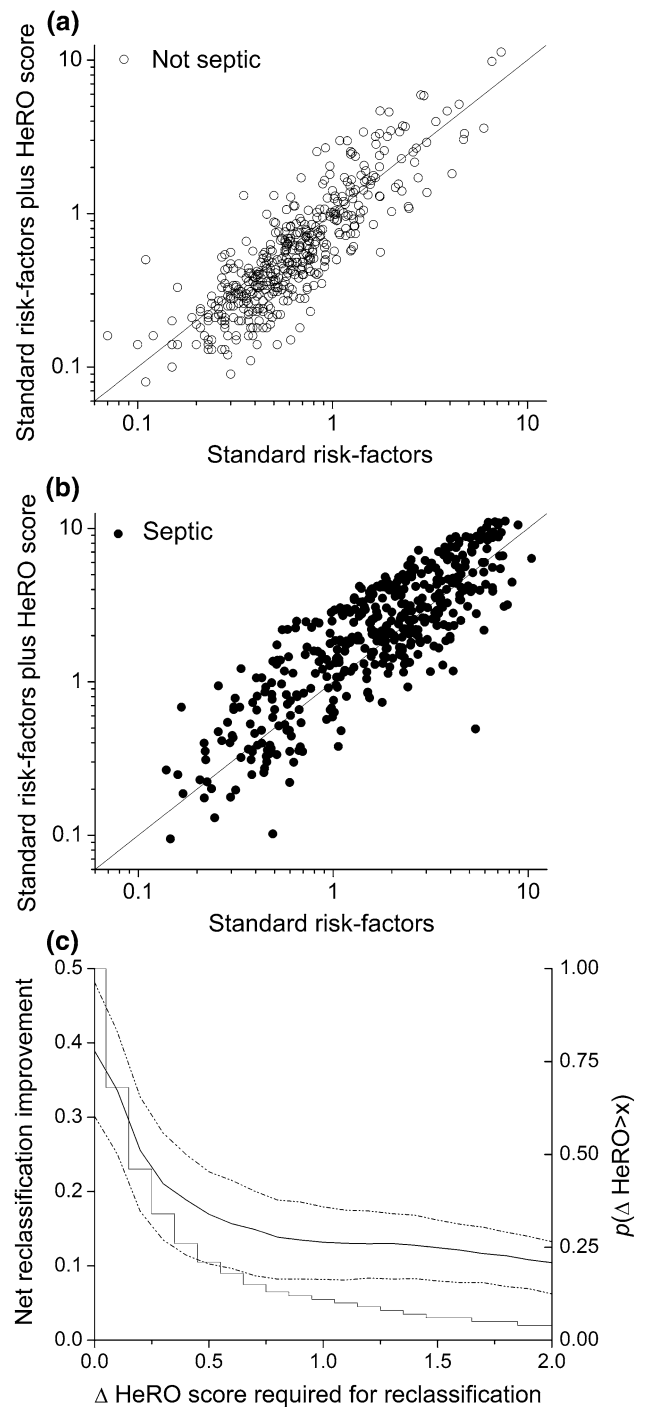 (a)
Not septic
Standard risk-factors plus HeRO score
10
1
0.1
0.1 1 10
Standard risk-factors
(b)
Septic
Standard risk-factors plus HeRO score
10
1
0.1
0.1 1 10
Standard risk-factors
(c)
Net reclassification improvement
0.5
0.4
0.3
0.2
0.1
0.0
1.00
0.75
0.50
0.25
0.00
p(Δ HeRO>x)
0.0 0.5 1.0 1.5 2.0
Δ HeRO score required for reclassification